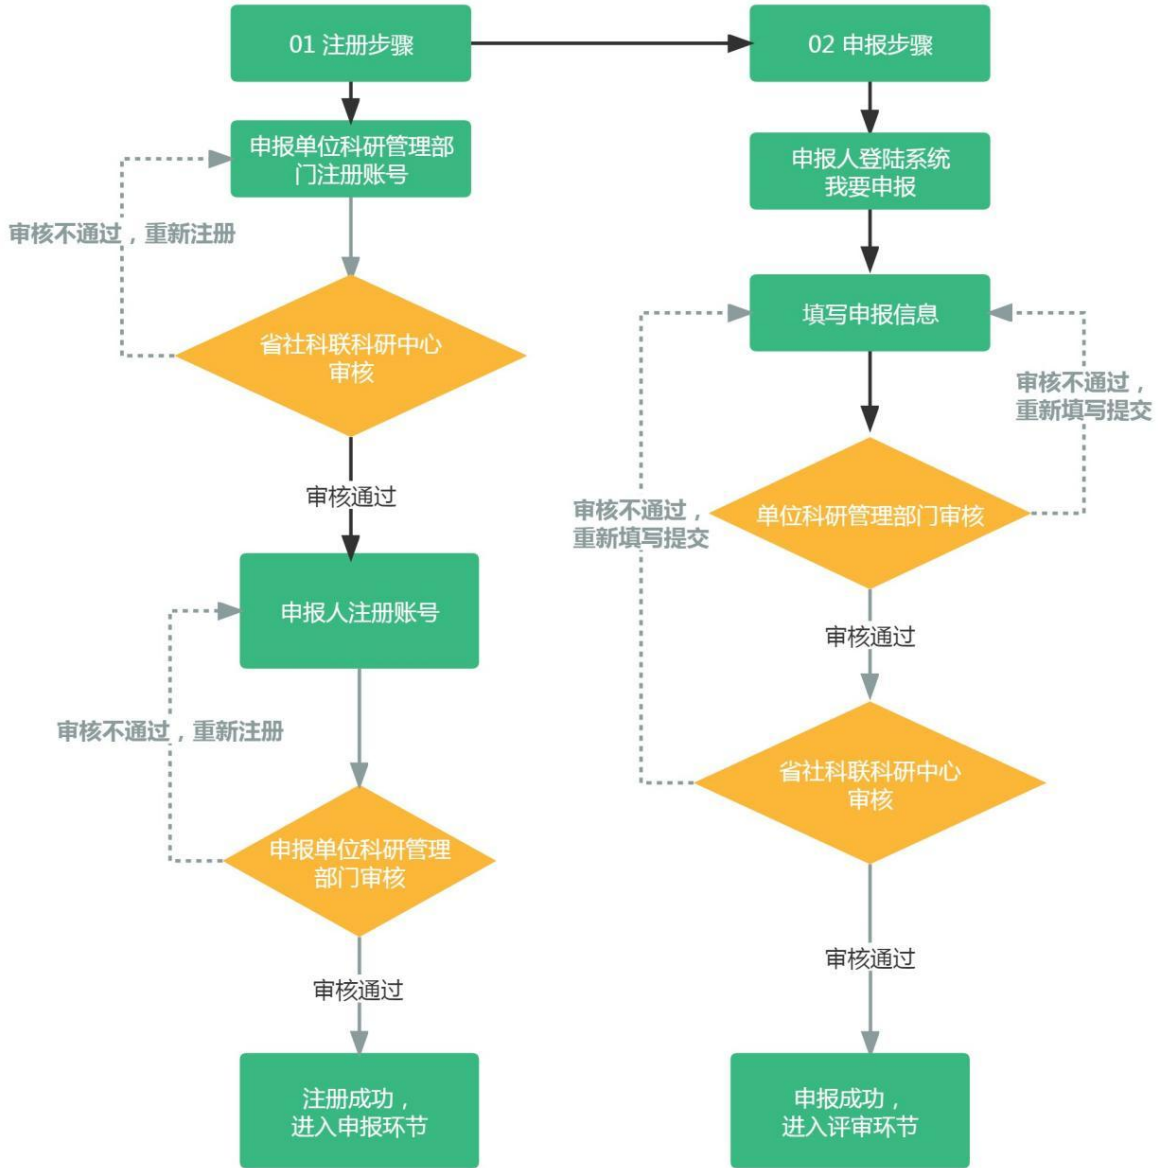 01 注册步骤
申报单位科研管理部
门注册账号
审核不通过，重新注册
省社科联科研中心
审核
审核通过
申报人注册账号
审核不通过，重新注册
申报单位科研管理
部门审核
审核通过
注册成功，
进入申报环节
02 申报步骤
申报人登陆系统
我要申报
填写申报信息
审核不通过，
重新填写提交
单位科研管理部门审核
审核不通过，
重新填写提交
审核通过
省社科联科研中心
审核
审核通过
申报成功，
进入评审环节